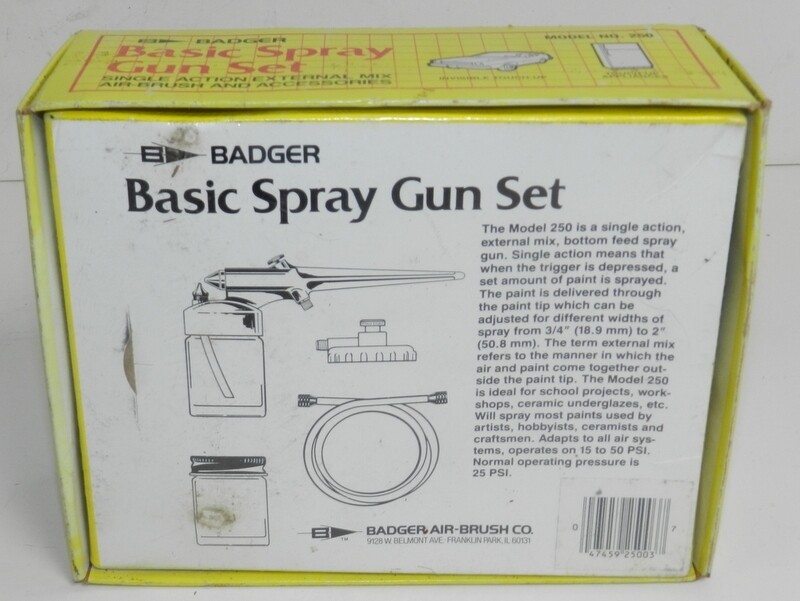 BADGER
Basic Spray
Gun Set
SINGLE ACTION EXTERNAL MIX
AIR-BRUSH AND ACCESSORIES
MODEL NO. 250
INVISIBLE TOUCH-UP
BADGER
Basic Spray Gun Set
The Model 250 is a single action,
external mix, bottom feed spray
gun. Single action means that
when the trigger is depressed, a
set amount of paint is sprayed.
The paint is delivered through
the paint tip which can be
adjusted for different widths of
spray from 3/4" (18.9 mm) to 2"
(50.8 mm). The term external mix
refers to the manner in which the
air and paint come together out-
side the paint tip. The Model 250
is ideal for school projects, work-
shops, ceramic underglazes, etc.
Will spray most paints used by
artists, hobbyists, ceramists and
craftsmen. Adapts to all air sys-
tems, operates on 15 to 50 PSI.
Normal operating pressure is
25 PSI.
BADGER AIR-BRUSH CO.
9128 W. BELMONT AVE. FRANKLIN PARK, IL 60131
TM
0 47459 25003 7